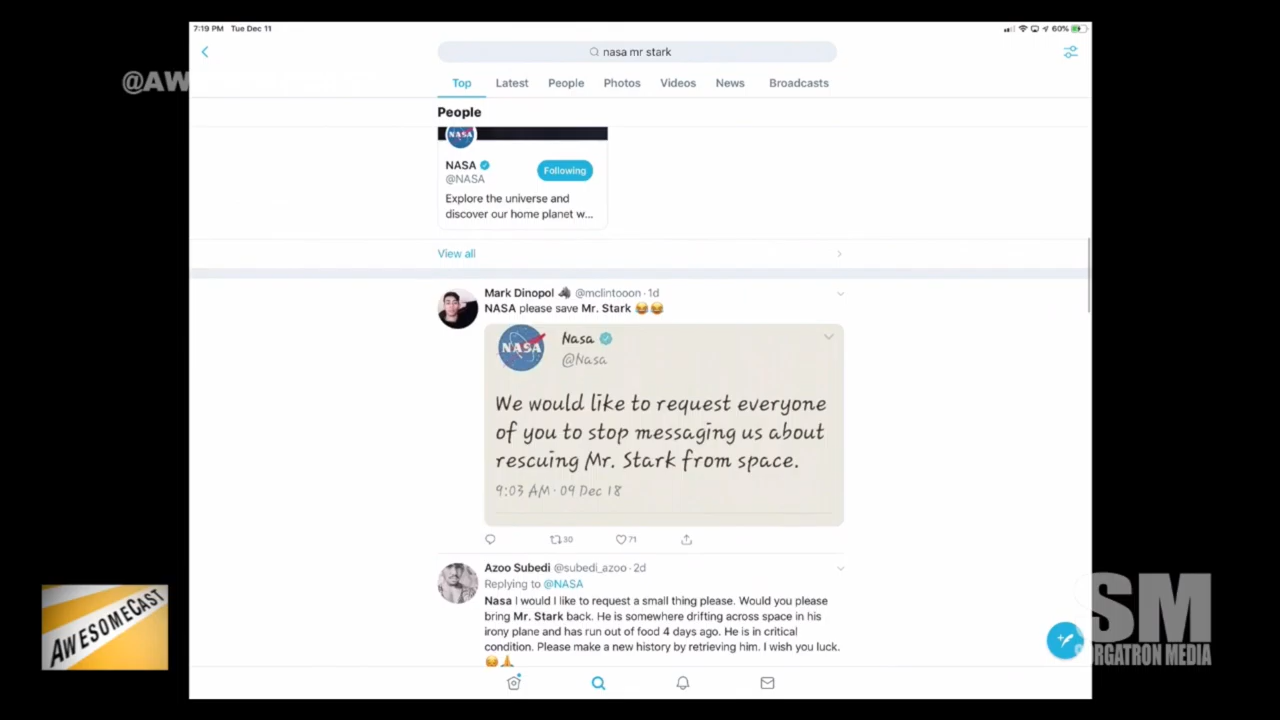 7:19 PM Tue Dec 11
60%
nasa mr stark
@AW
Top Latest People Photos Videos News Broadcasts
People
NASA
NASA
@NASA
Following
Explore the universe and
discover our home planet w...
View all
Mark Dinopol @mclintooon · 1d
NASA please save Mr. Stark 😂😂
NASA
Nasa
@Nasa
We would like to request everyone
of you to stop messaging us about
rescuing Mr. Stark from space.
9:03 AM · 09 Dec 18
30 71
Azoo Subedi @subedi_azoo · 2d
Replying to @NASA
Nasa I would I like to request a small thing please. Would you please
bring Mr. Stark back. He is somewhere drifting across space in his
irony plane and has run out of food 4 days ago. He is in critical
condition. Please make a new history by retrieving him. I wish you luck.
AWESOMECAST
SM
ORGATRON MEDIA